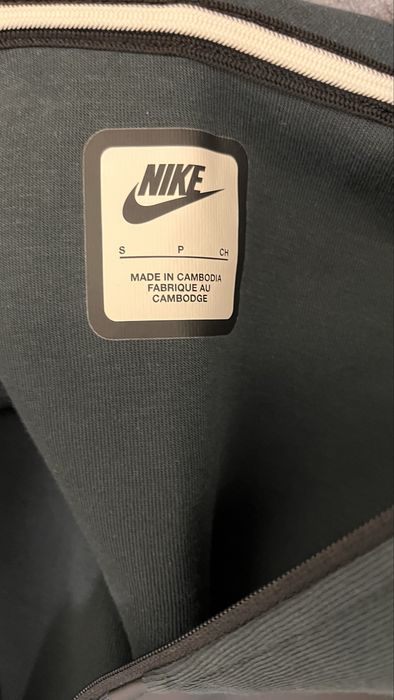 NIKE
S P CH
MADE IN CAMBODIA
FABRIQUE AU
CAMBODGE